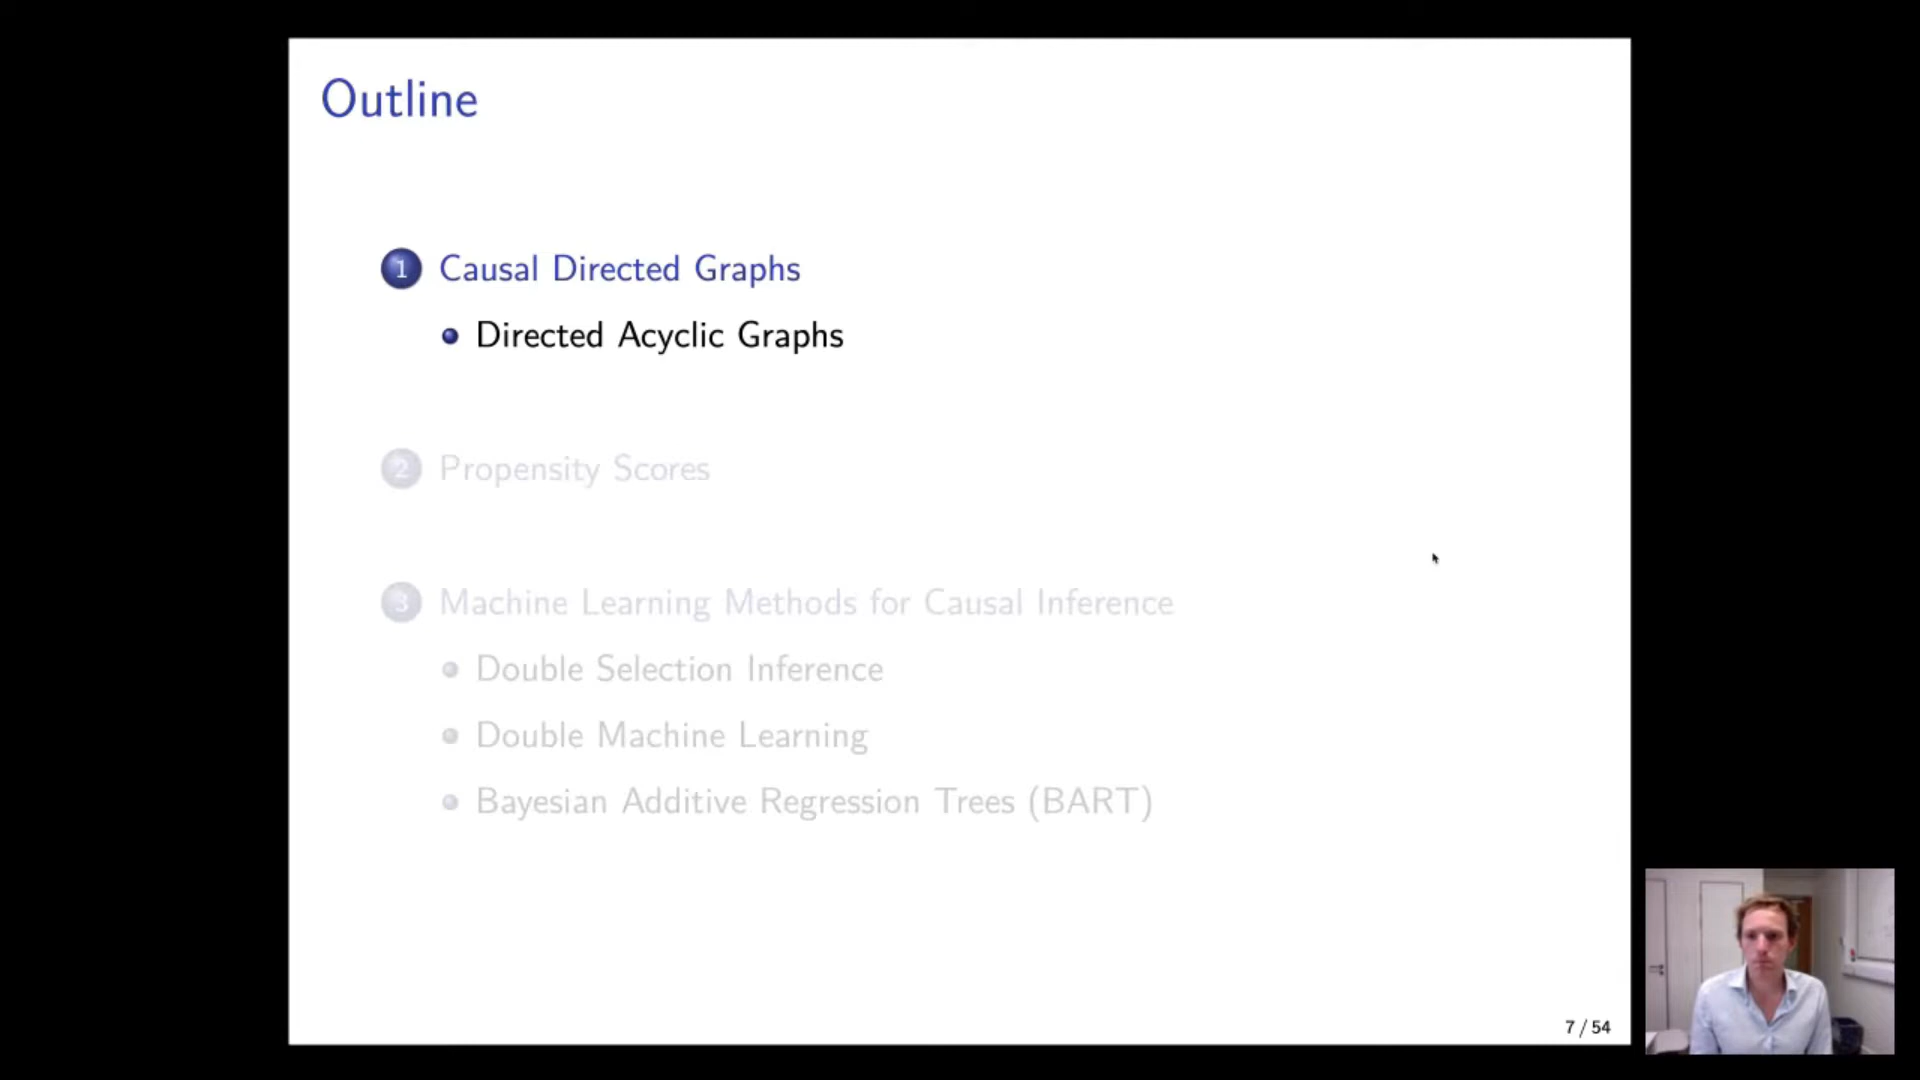 Outline
1 Causal Directed Graphs
Directed Acyclic Graphs
2 Propensity Scores
3 Machine Learning Methods for Causal Inference
Double Selection Inference
Double Machine Learning
Bayesian Additive Regression Trees (BART)
7 / 54